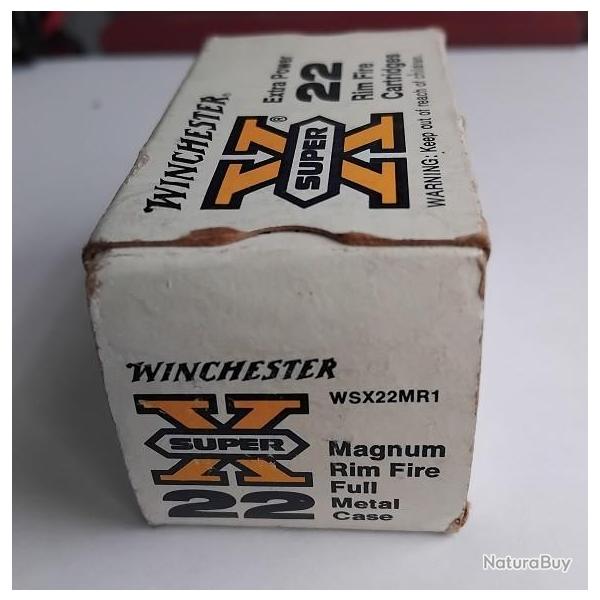 WINCHESTER®
SUPER X®
Extra Power
22
Rim Fire
Cartridges
WARNING: Keep out of reach of children.
WINCHESTER
SUPER X
22
WSX22MR1
Magnum
Rim Fire
Full
Metal
Case
NaturaBuy